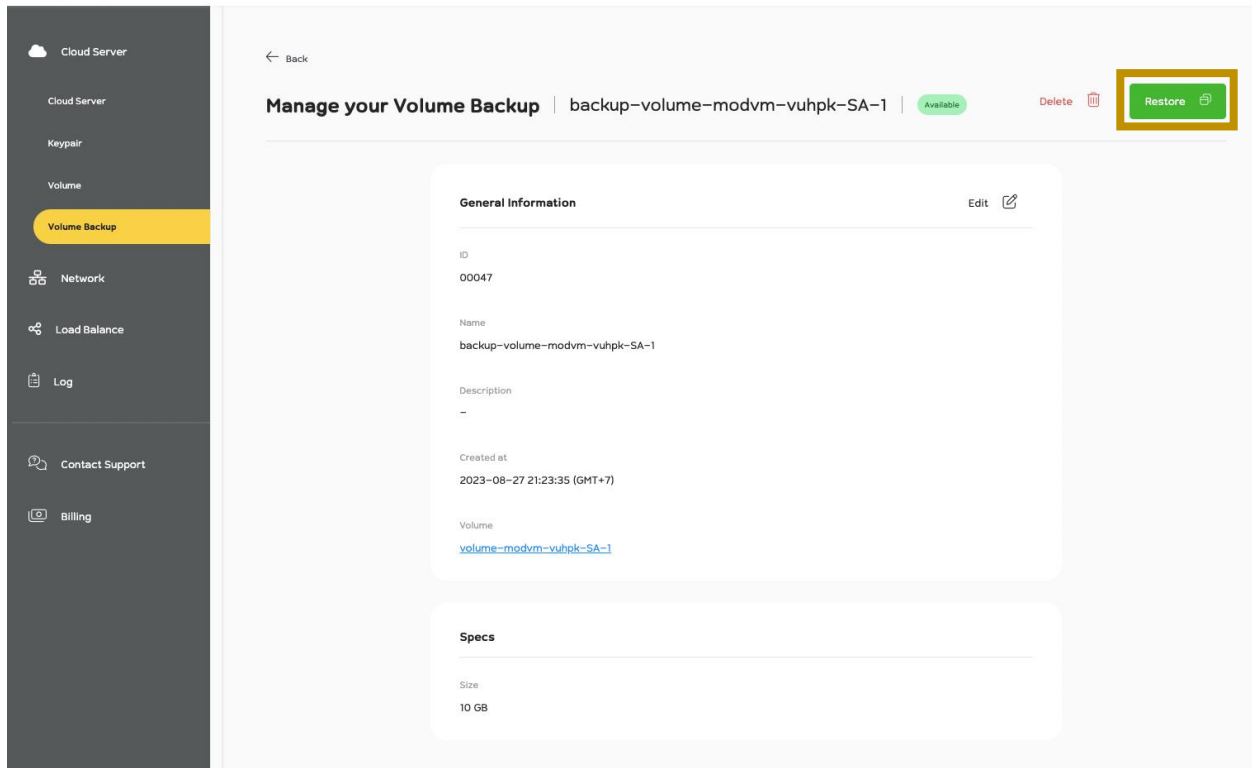 Cloud Server
Cloud Server
Keypair
Volume
Volume Backup
Network
Load Balance
Log
Contact Support
Billing
Back
Manage your Volume Backup backup-volume-modvm-vuhpk-SA-1 Available Delete Restore
General Information Edit
ID
00047
Name
backup-volume-modvm-vuhpk-SA-1
Description
-
Created at
2023-08-27 21:23:35 (GMT+7)
Volume
volume-modvm-vuhpk-SA-1
Specs
Size
10 GB